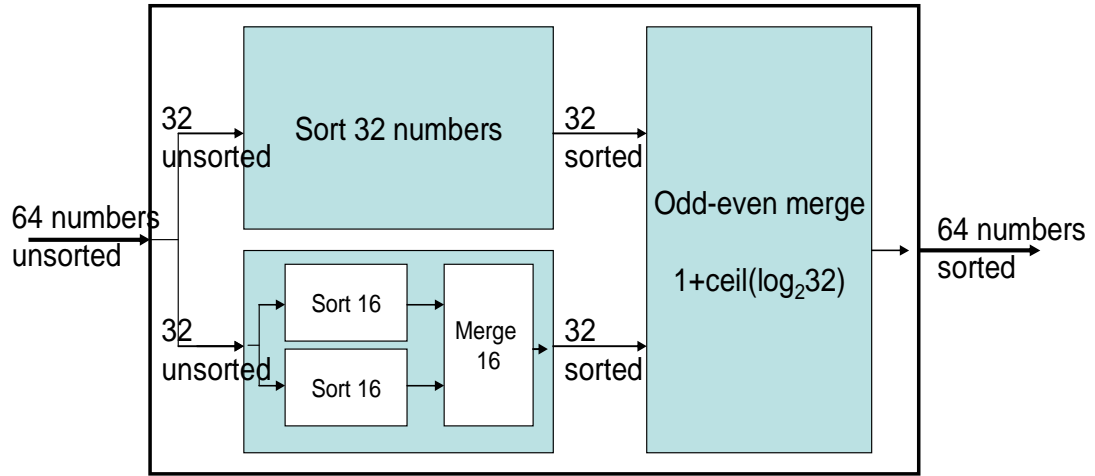 64 numbers
unsorted
32
unsorted
Sort 32 numbers
32
sorted
32
unsorted
Sort 16
Sort 16
Merge
16
32
sorted
Odd-even merge
1+ceil(log₂32)
64 numbers
sorted